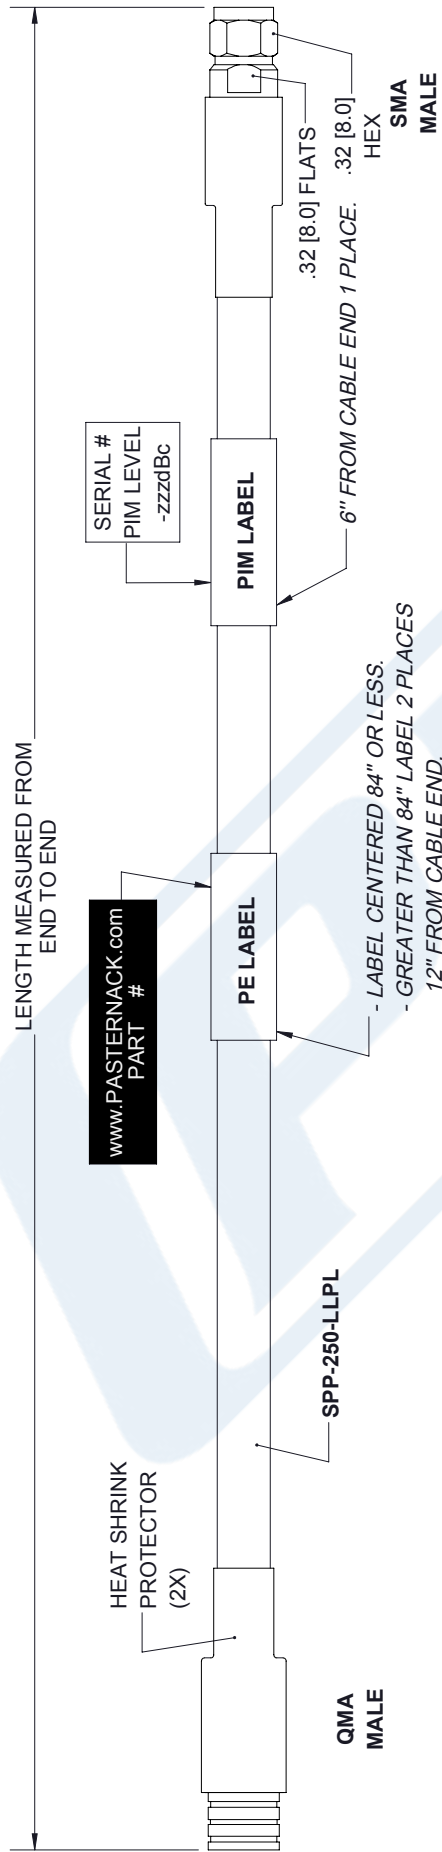 LENGTH MEASURED FROM
END TO END
HEAT SHRINK
PROTECTOR
(2X)
www.PASTERNACK.com
PART #
SERIAL #
PIM LEVEL
-zzzdBc
PE LABEL
PIM LABEL
.32 [8.0] FLATS
.32 [8.0]
HEX
SMA
MALE
6" FROM CABLE END 1 PLACE.
- LABEL CENTERED 84" OR LESS.
- GREATER THAN 84" LABEL 2 PLACES
12" FROM CABLE END.
SPP-250-LLPL
QMA
MALE